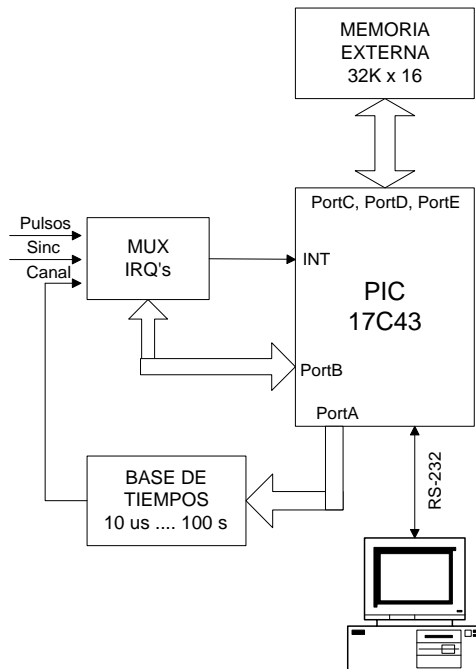 MEMORIA
EXTERNA
32K x 16
PortC, PortD, PortE
Pulsos
Sinc
Canal
MUX
IRQ's
INT
PIC
17C43
PortB
PortA
BASE DE
TIEMPOS
10 us .... 100 s
RS-232